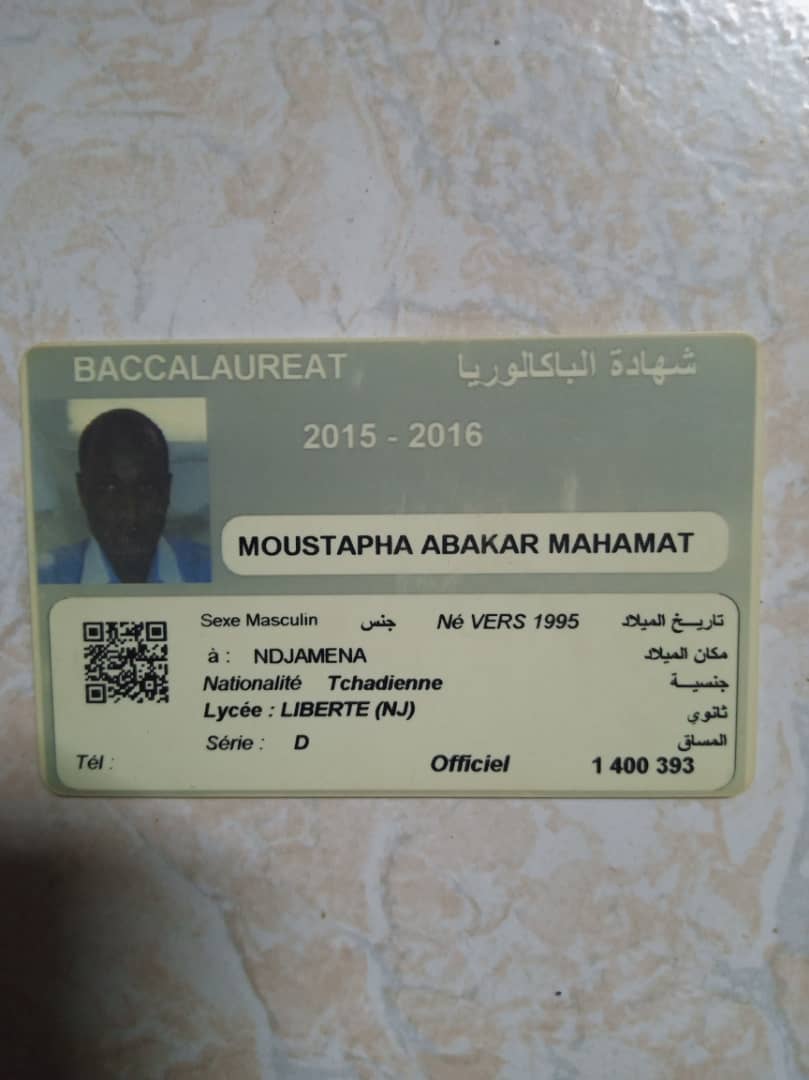 BACCALAUREAT شهادة الباكالوريا
2015 - 2016
MOUSTAPHA ABAKAR MAHAMAT
Sexe Masculin جنس Né VERS 1995 تاريخ الميلاد
à : NDJAMENA مكان الميلاد
Nationalité Tchadienne جنسية
Lycée : LIBERTE (NJ) ثانوي
Série : D المساق
Tél : Officiel 1 400 393